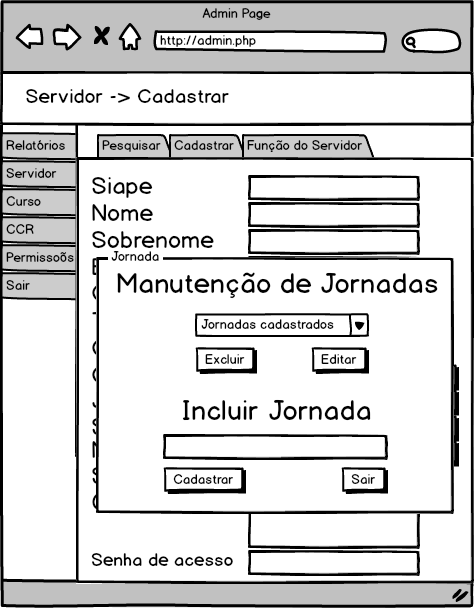 Admin Page
http://admin.php
Servidor -> Cadastrar
Relatórios
Servidor
Curso
CCR
Permissoõs
Sair
Pesquisar
Cadastrar
Função do Servidor
Siape
Nome
Sobrenome
Jornada
Manutenção de Jornadas
Jornadas cadastrados
Excluir
Editar
Incluir Jornada
Cadastrar
Sair
Senha de acesso